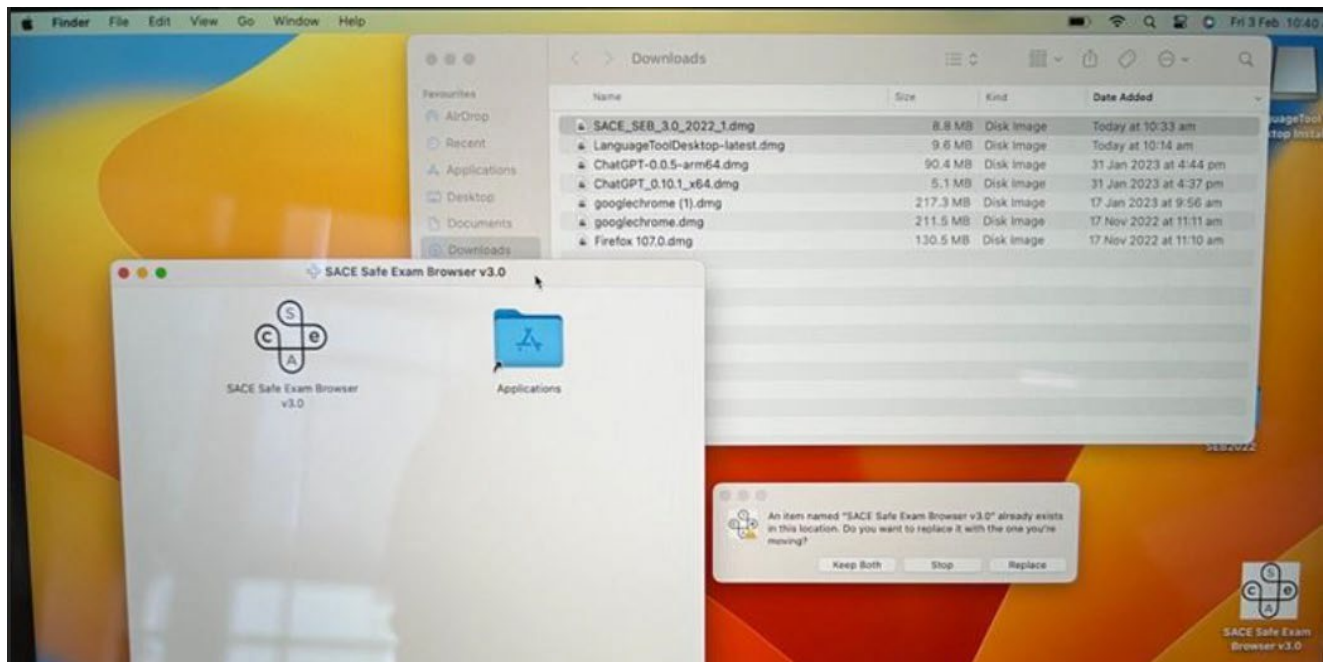 Finder File Edit View Go Window Help Fri 3 Feb 10:40
Downloads
Favourites
AirDrop
Recent
Applications
Desktop
Documents
Downloads
Name Size Kind Date Added
SACE_SEB_3.0_2022_1.dmg 8.8 MB Disk Image Today at 10:33 am
LanguageToolDesktop-latest.dmg 9.6 MB Disk Image Today at 10:14 am
ChatGPT-0.0.5-arm64.dmg 90.4 MB Disk Image 31 Jan 2023 at 4:44 pm
ChatGPT_0.10.1_x64.dmg 5.1 MB Disk Image 31 Jan 2023 at 4:37 pm
googlechrome (1).dmg 217.3 MB Disk Image 17 Jan 2023 at 9:56 am
googlechrome.dmg 211.5 MB Disk Image 17 Nov 2022 at 11:11 am
Firefox 107.0.dmg 130.5 MB Disk Image 17 Nov 2022 at 11:10 am
uageTool
top Instal
SACE Safe Exam Browser v3.0
S
C e
A
SACE Safe Exam Browser
v3.0
Applications
SEB2022
An item named "SACE Safe Exam Browser v3.0" already exists
in this location. Do you want to replace it with the one you're
moving?
Keep Both Stop Replace
S
C e
A
SACE Safe Exam
Browser v3.0